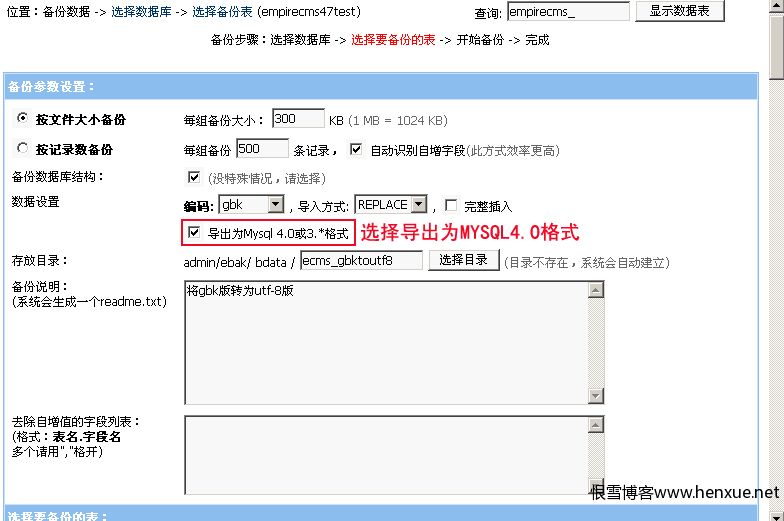 位置：备份数据 -> 选择数据库 -> 选择备份表 (empirecms47test)
查询: empirecms_ 显示数据表
备份步骤：选择数据库 -> 选择要备份的表 -> 开始备份 -> 完成
备份参数设置：
按文件大小备份 每组备份大小： 300 KB (1 MB = 1024 KB)
按记录数备份 每组备份 500 条记录， 自动识别自增字段(此方式效率更高)
备份数据库结构： (没特殊情况，请选择)
数据设置 编码: gbk ，导入方式: REPLACE ， 完整插入
导出为Mysql 4.0或3.*格式 选择导出为MYSQL4.0格式
存放目录： admin/ebak/ bdata / ecms_gbktoutf8 选择目录 (目录不存在，系统会自动建立)
备份说明： 将gbk版转为utf-8版
(系统会生成一个readme.txt)
去除自增值的字段列表：
(格式：表名.字段名
多个请用","格开)
恨雪博客www.henxue.net
选择要备份的表：